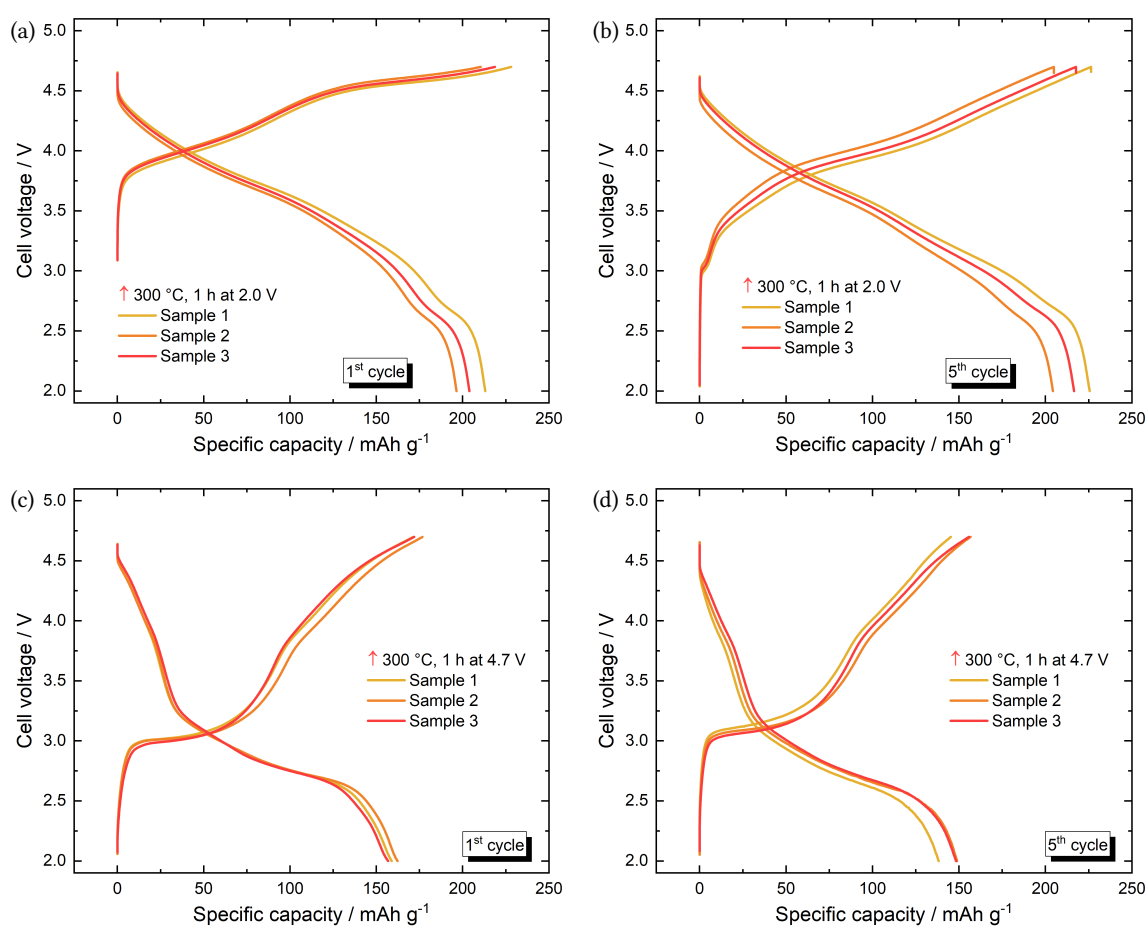 (a)
5.0
4.5
4.0
3.5
3.0
2.5
2.0
Cell voltage / V
↑ 300 °C, 1 h at 2.0 V
Sample 1
Sample 2
Sample 3
1st cycle
0 50 100 150 200 250
Specific capacity / mAh g-1
(b)
5.0
4.5
4.0
3.5
3.0
2.5
2.0
Cell voltage / V
↑ 300 °C, 1 h at 2.0 V
Sample 1
Sample 2
Sample 3
5th cycle
0 50 100 150 200 250
Specific capacity / mAh g-1
(c)
5.0
4.5
4.0
3.5
3.0
2.5
2.0
Cell voltage / V
↑ 300 °C, 1 h at 4.7 V
Sample 1
Sample 2
Sample 3
1st cycle
0 50 100 150 200 250
Specific capacity / mAh g-1
(d)
5.0
4.5
4.0
3.5
3.0
2.5
2.0
Cell voltage / V
↑ 300 °C, 1 h at 4.7 V
Sample 1
Sample 2
Sample 3
5th cycle
0 50 100 150 200 250
Specific capacity / mAh g-1